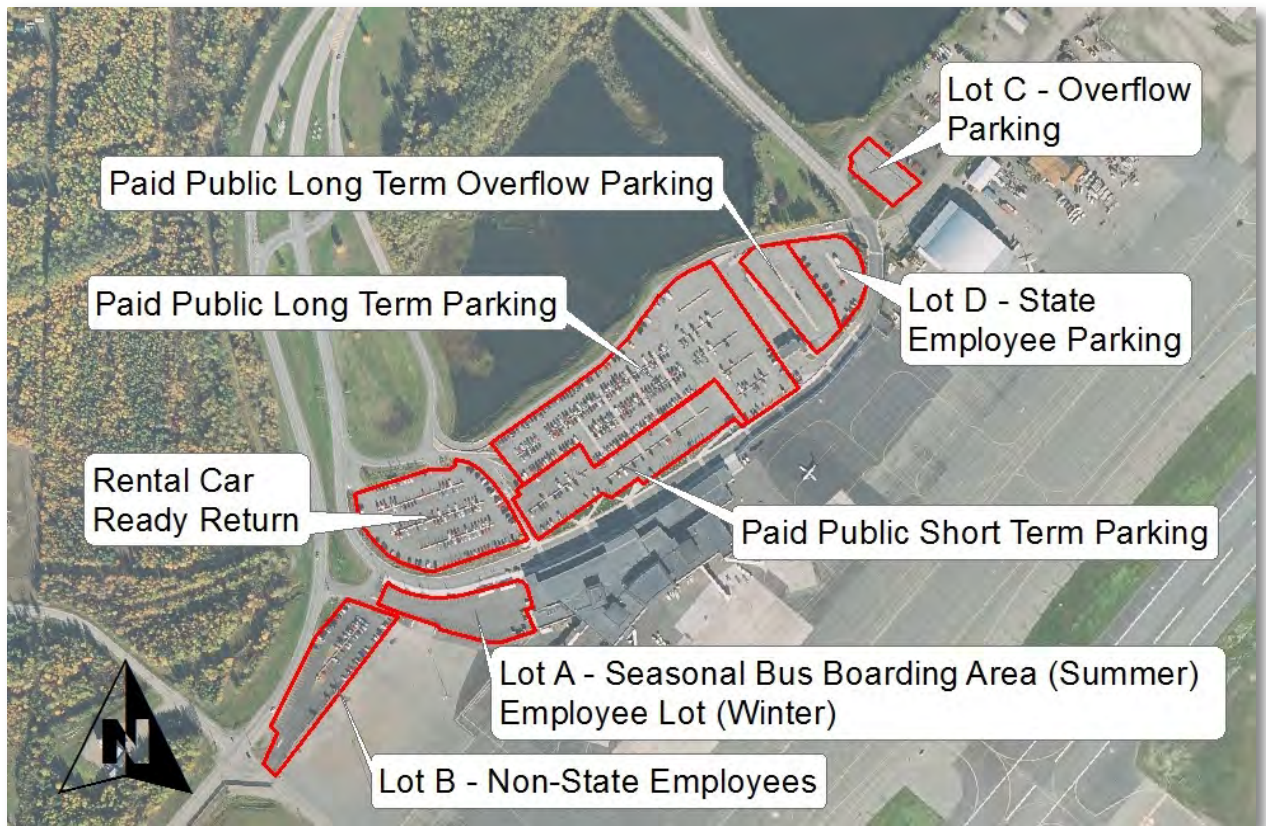 Lot C - Overflow
Parking
Paid Public Long Term Overflow Parking
Paid Public Long Term Parking
Lot D - State
Employee Parking
Rental Car
Ready Return
Paid Public Short Term Parking
Lot A - Seasonal Bus Boarding Area (Summer)
Employee Lot (Winter)
N
Lot B - Non-State Employees